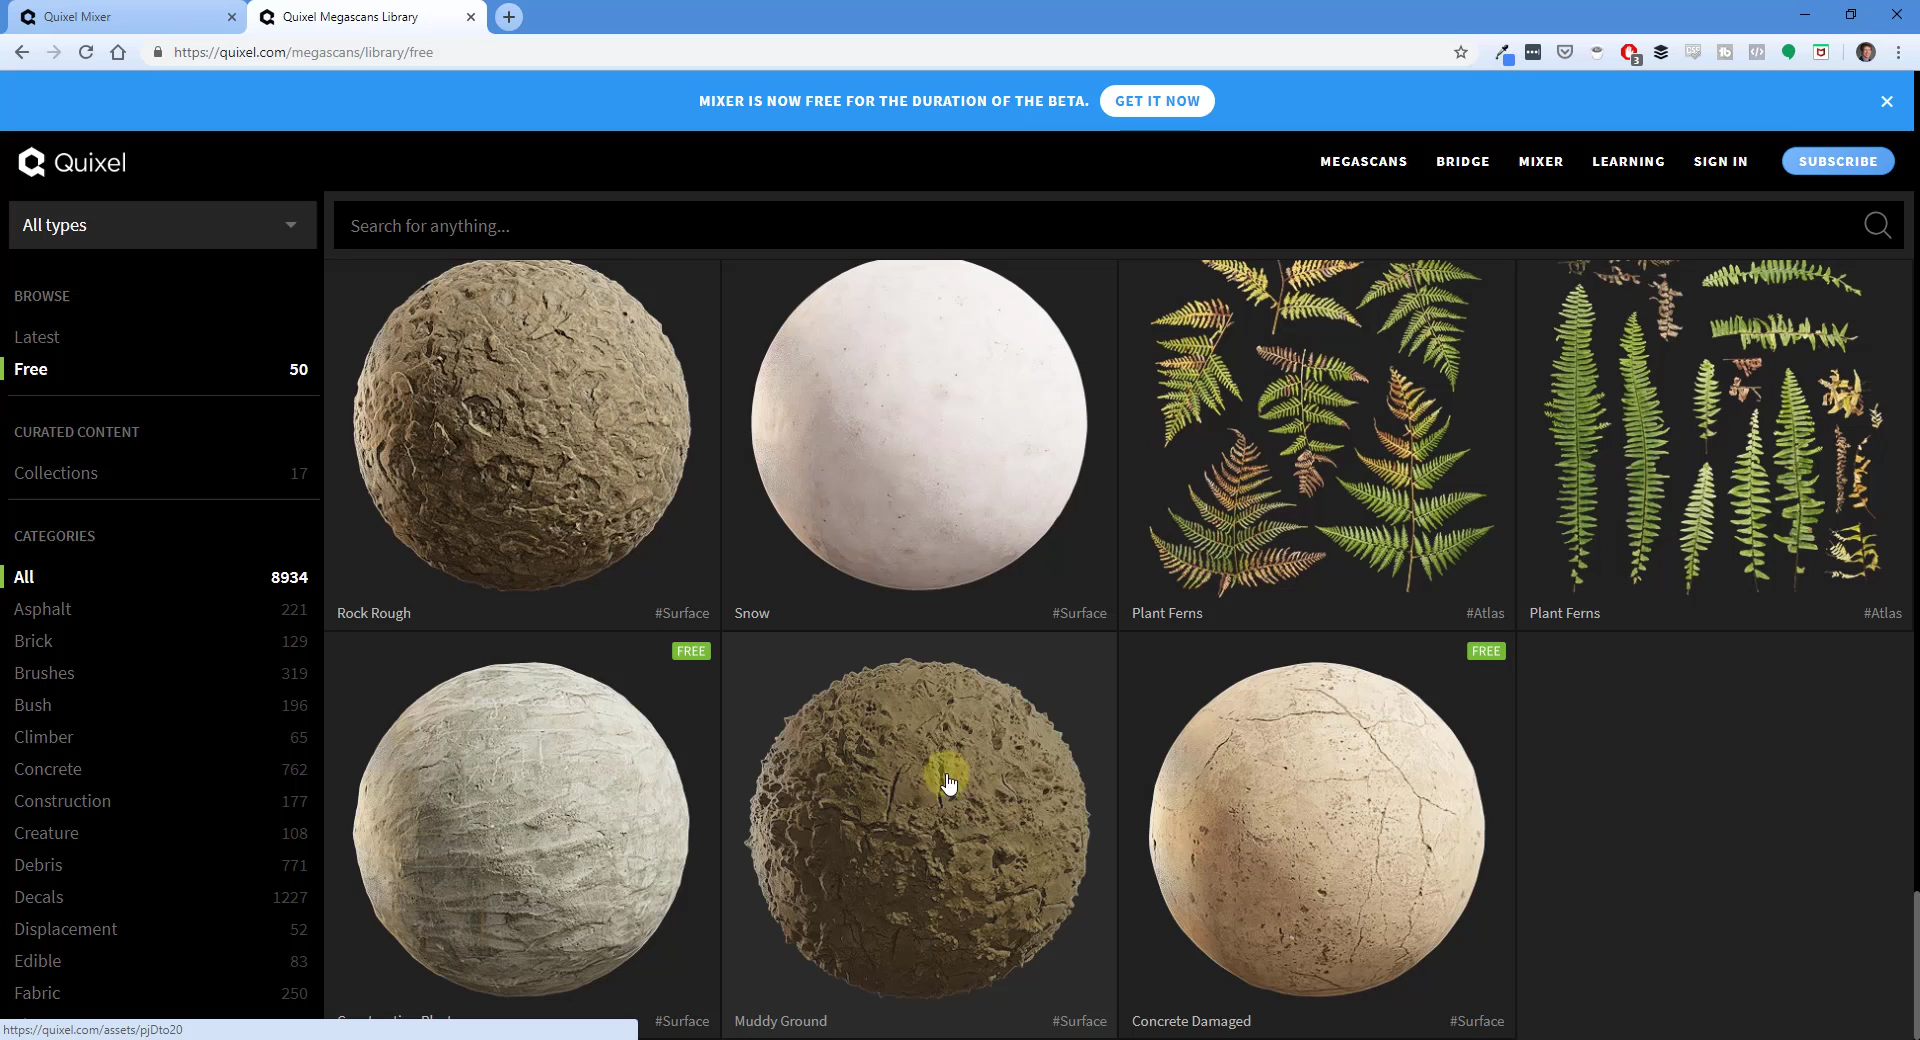 Quixel Mixer
Quixel Megascans Library
https://quixel.com/megascans/library/free
3
MIXER IS NOW FREE FOR THE DURATION OF THE BETA. GET IT NOW
Quixel
MEGASCANS BRIDGE MIXER LEARNING SIGN IN SUBSCRIBE
All types
Search for anything...
BROWSE
Latest
Free 50
CURATED CONTENT
Collections 17
CATEGORIES
All 8934
Asphalt 221
Brick 129
Brushes 319
Bush 196
Climber 65
Concrete 762
Construction 177
Creature 108
Debris 771
Decals 1227
Displacement 52
Edible 83
Fabric 250
Rock Rough #Surface
Snow #Surface
Plant Ferns #Atlas
Plant Ferns #Atlas
FREE
FREE
#Surface
Muddy Ground #Surface
Concrete Damaged #Surface
https://quixel.com/assets/pjDto20